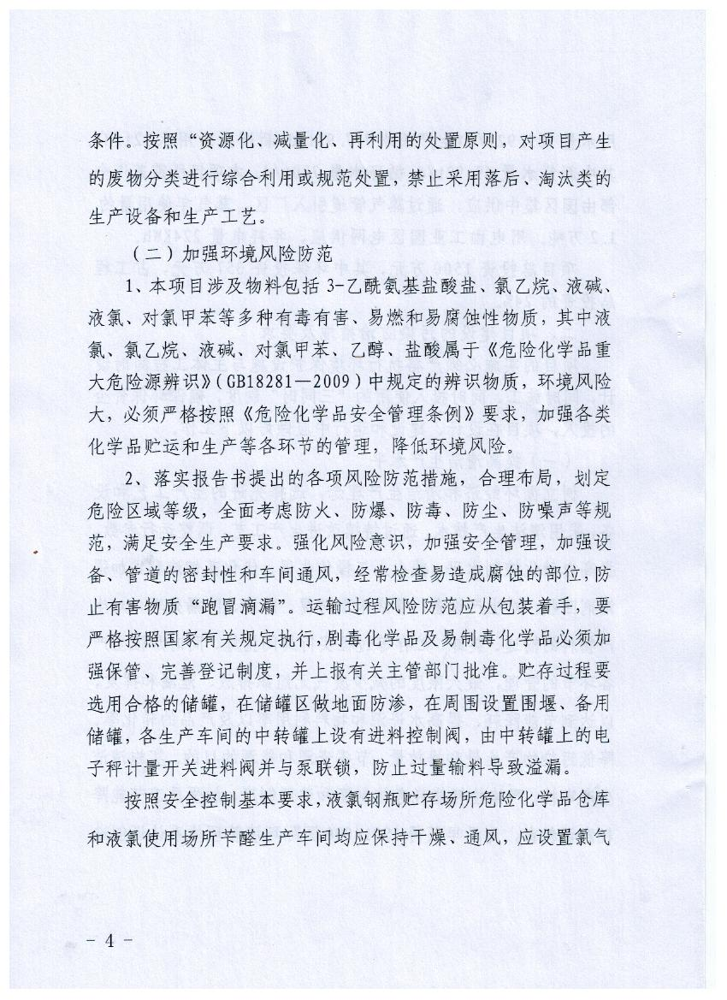 条件。按照“资源化、减量化、再利用的处置原则，对项目产生
的废物分类进行综合利用或规范处置，禁止采用落后、淘汰类的
生产设备和生产工艺。
（二）加强环境风险防范
1、本项目涉及物料包括 3-乙酰氨基盐酸盐、氯乙烷、液碱、
液氯、对氯甲苯等多种有毒有害、易燃和易腐蚀性物质，其中液
氯、氯乙烷、液碱、对氯甲苯、乙醇、盐酸属于《危险化学品重
大危险源辨识》（GB18281—2009）中规定的辨识物质，环境风险
大，必须严格按照《危险化学品安全管理条例》要求，加强各类
化学品贮运和生产等各环节的管理，降低环境风险。
2、落实报告书提出的各项风险防范措施，合理布局，划定
危险区域等级，全面考虑防火、防爆、防毒、防尘、防噪声等规
范，满足安全生产要求。强化风险意识，加强安全管理，加强设
备、管道的密封性和车间通风，经常检查易造成腐蚀的部位，防
止有害物质“跑冒滴漏”。运输过程风险防范应从包装着手，要
严格按照国家有关规定执行，剧毒化学品及易制毒化学品必须加
强保管、完善登记制度，并上报有关主管部门批准。贮存过程要
选用合格的储罐，在储罐区做地面防渗，在周围设置围堰、备用
储罐，各生产车间的中转罐上设有进料控制阀，由中转罐上的电
子秤计量开关进料阀并与泵联锁，防止过量输料导致溢漏。
按照安全控制基本要求，液氯钢瓶贮存场所危险化学品仓库
和液氯使用场所苄醛生产车间均应保持干燥、通风，应设置氯气
- 4 -